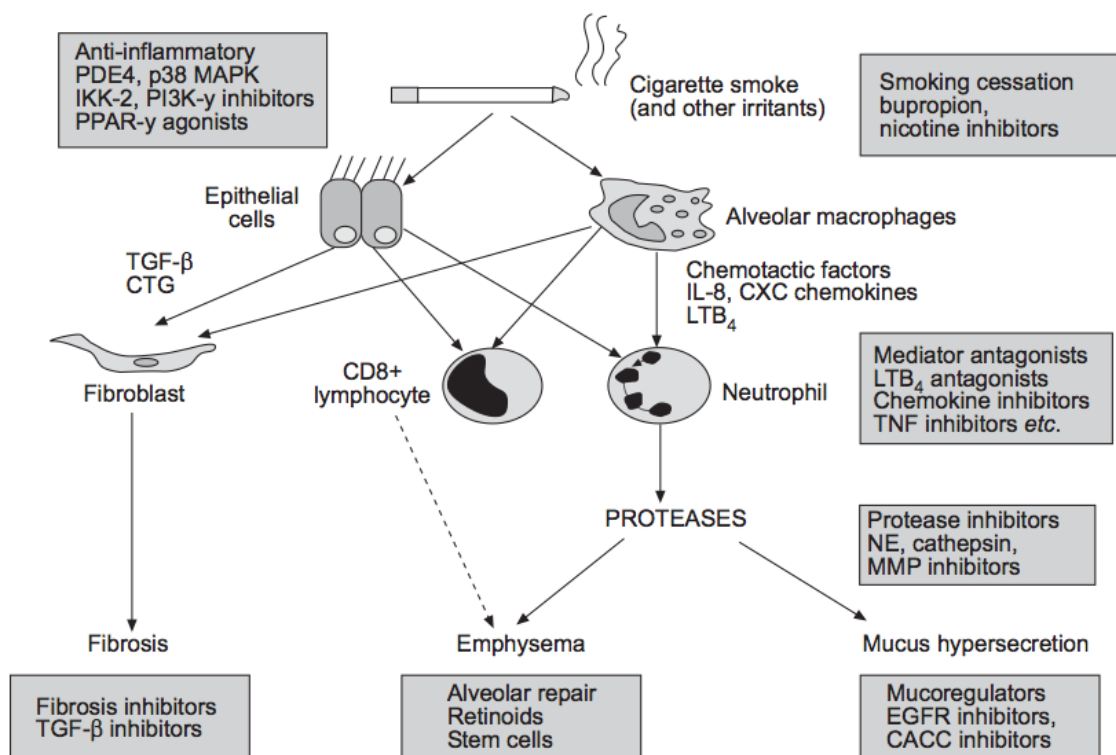 Anti-inflammatory
PDE4, p38 MAPK
IKK-2, PI3K-y inhibitors
PPAR-y agonists
Cigarette smoke
(and other irritants)
Smoking cessation
bupropion,
nicotine inhibitors
Epithelial
cells
Alveolar macrophages
TGF-β
CTG
Chemotactic factors
IL-8, CXC chemokines
LTB4
Fibroblast
CD8+
lymphocyte
Neutrophil
Mediator antagonists
LTB4 antagonists
Chemokine inhibitors
TNF inhibitors etc.
PROTEASES
Protease inhibitors
NE, cathepsin,
MMP inhibitors
Fibrosis
Emphysema
Mucus hypersecretion
Fibrosis inhibitors
TGF-β inhibitors
Alveolar repair
Retinoids
Stem cells
Mucoregulators
EGFR inhibitors,
CACC inhibitors